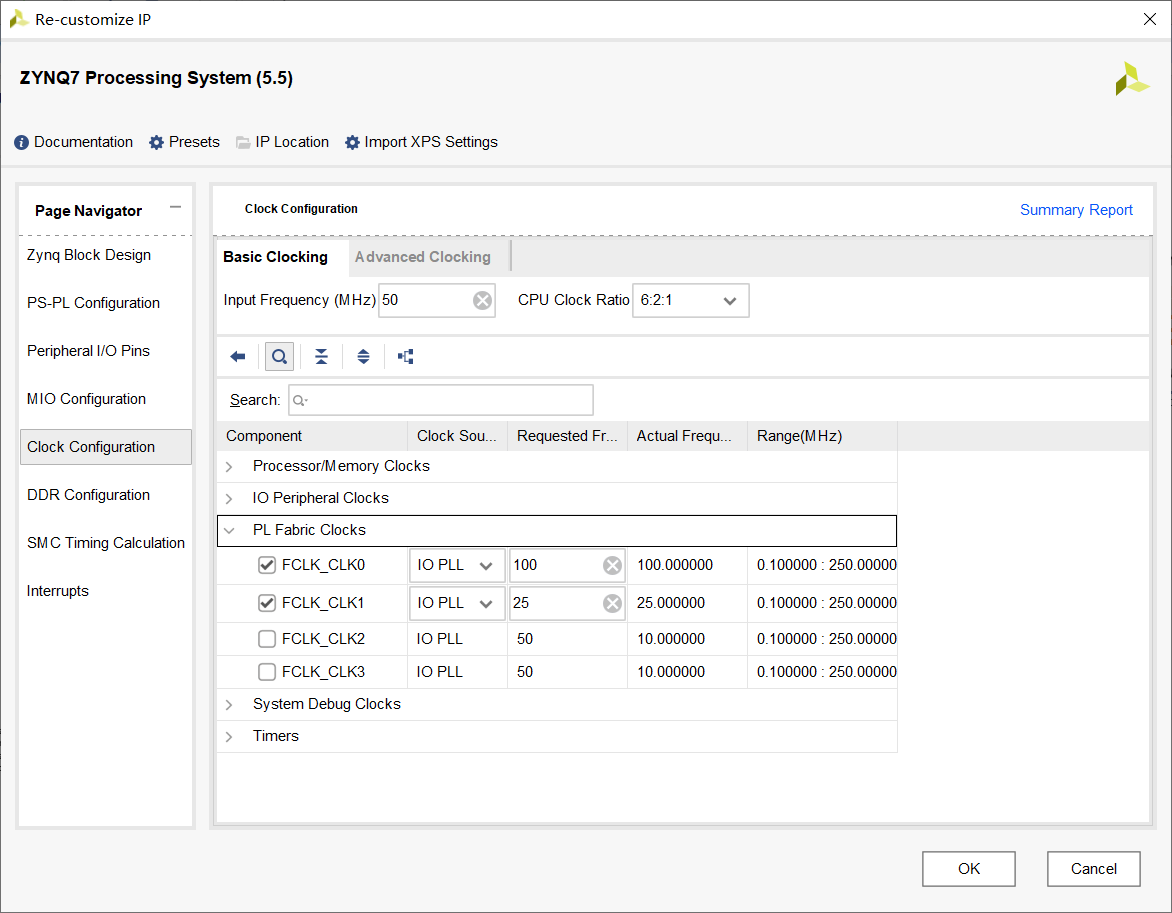 Re-customize IP
ZYNQ7 Processing System (5.5)
Documentation Presets IP Location Import XPS Settings
Page Navigator
Zynq Block Design
PS-PL Configuration
Peripheral I/O Pins
MIO Configuration
Clock Configuration
DDR Configuration
SMC Timing Calculation
Interrupts
Clock Configuration Summary Report
Basic Clocking Advanced Clocking
Input Frequency (MHz) 50 CPU Clock Ratio 6:2:1
Search:
Component Clock Sou... Requested Fr... Actual Frequ... Range(MHz)
Processor/Memory Clocks
IO Peripheral Clocks
PL Fabric Clocks
FCLK_CLK0 IO PLL 100 100.000000 0.100000 : 250.00000
FCLK_CLK1 IO PLL 25 25.000000 0.100000 : 250.00000
FCLK_CLK2 IO PLL 50 10.000000 0.100000 : 250.00000
FCLK_CLK3 IO PLL 50 10.000000 0.100000 : 250.00000
System Debug Clocks
Timers
OK Cancel